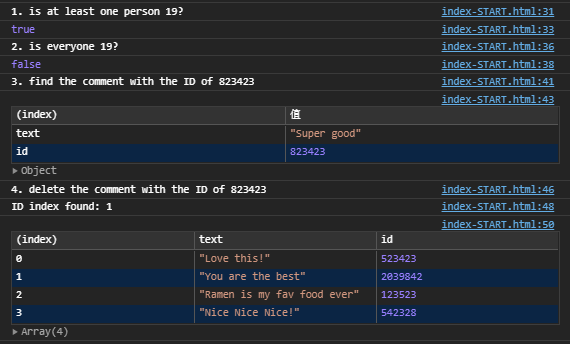 1. is at least one person 19? index-START.html:31
true index-START.html:33
2. is everyone 19? index-START.html:36
false index-START.html:38
3. find the comment with the ID of 823423 index-START.html:41
index-START.html:43
(index) 值
text "Super good"
id 823423
▶ Object
4. delete the comment with the ID of 823423 index-START.html:46
ID index found: 1 index-START.html:48
index-START.html:50
(index) text id
0 "Love this!" 523423
1 "You are the best" 2039842
2 "Ramen is my fav food ever" 123523
3 "Nice Nice Nice!" 542328
▶ Array(4)